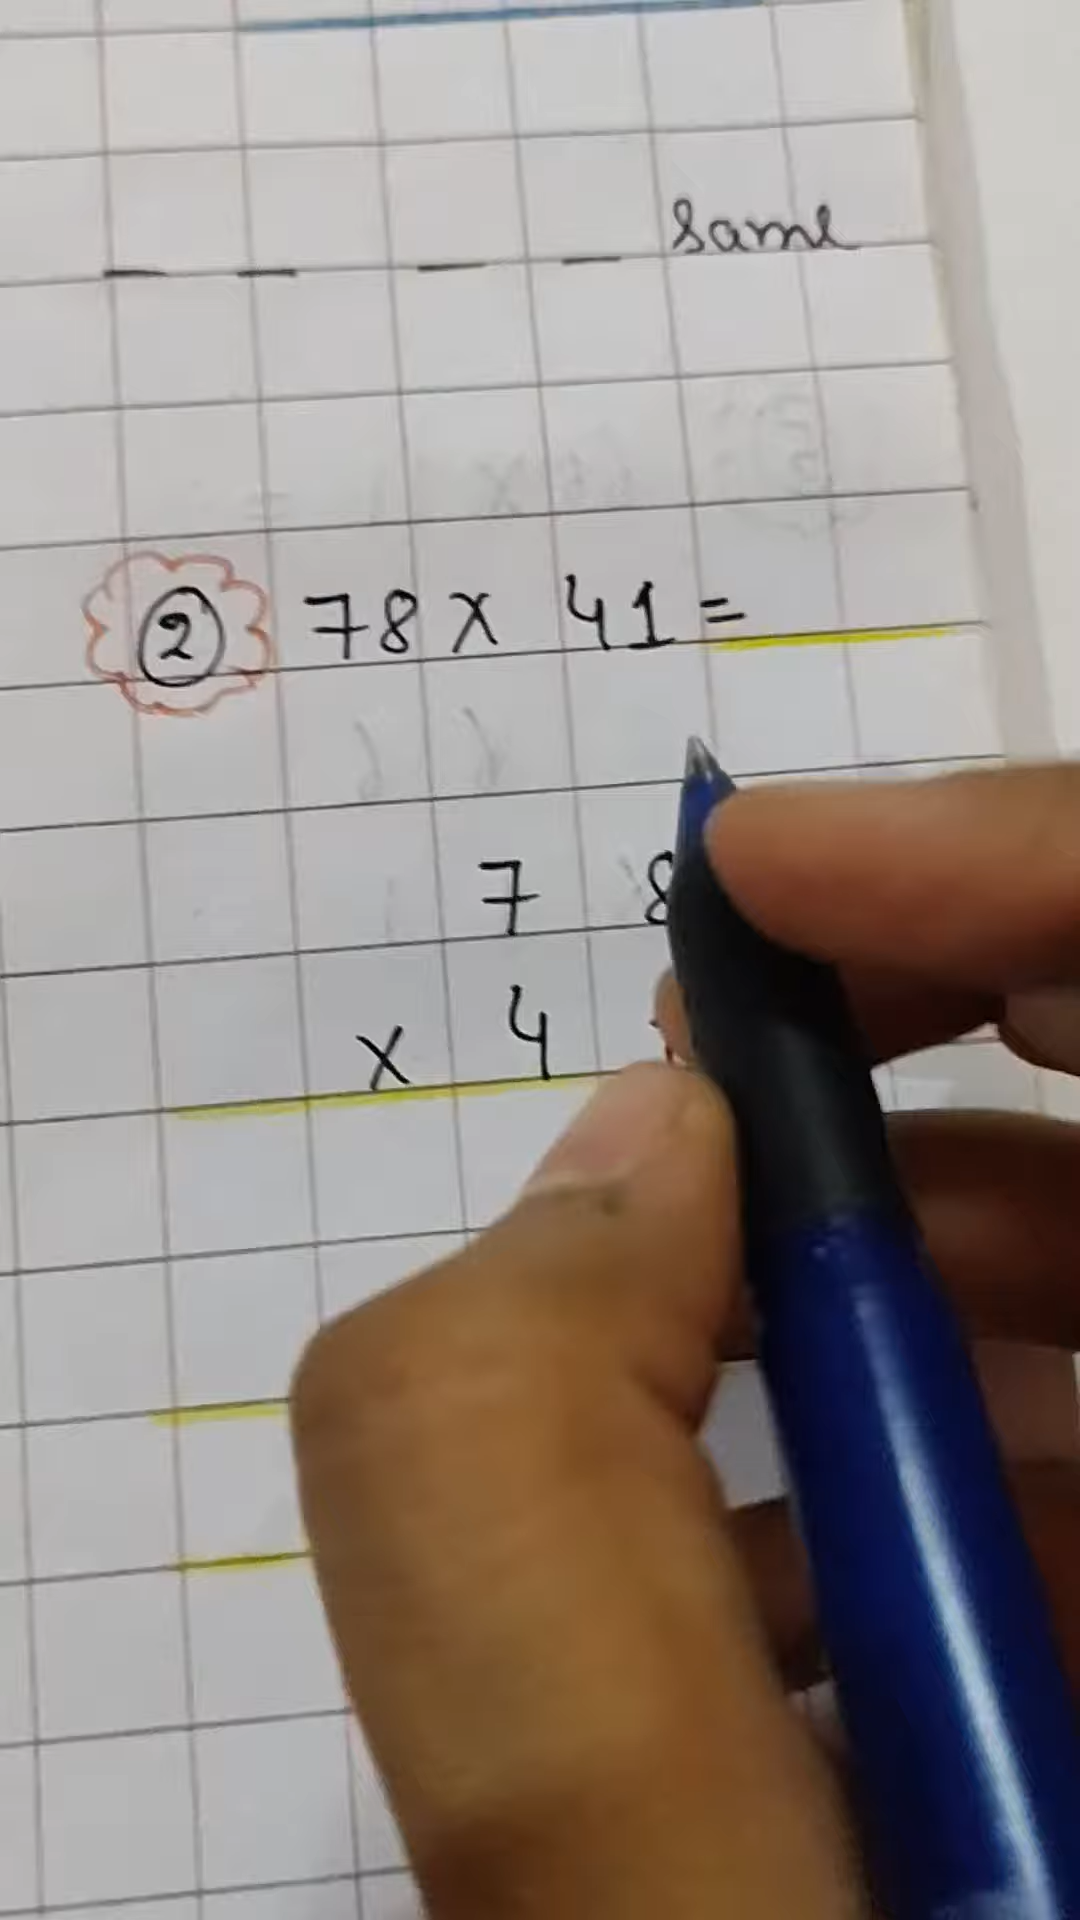 _ _ _ _ same
② 78 x 41 =
7 8
x 4